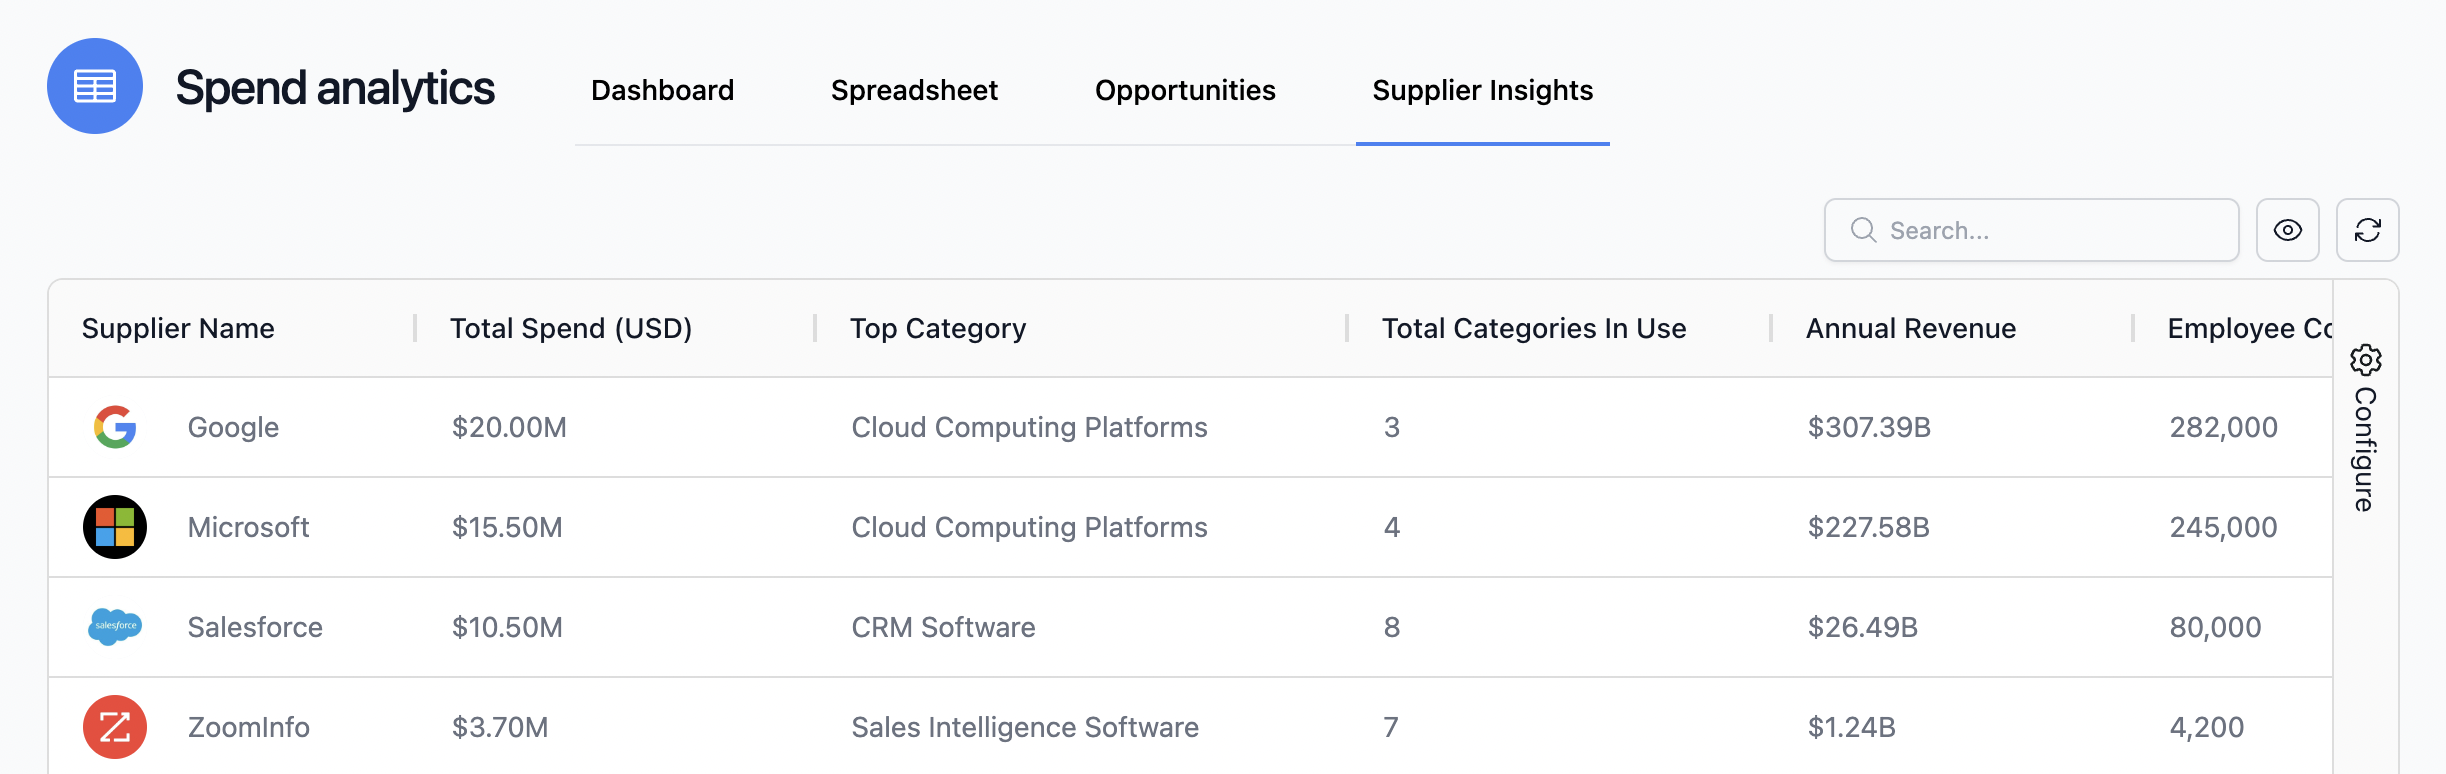 Spend analytics
Dashboard Spreadsheet Opportunities Supplier Insights
Search...
Supplier Name Total Spend (USD) Top Category Total Categories In Use Annual Revenue Employee Co
Configure
Google $20.00M Cloud Computing Platforms 3 $307.39B 282,000
Microsoft $15.50M Cloud Computing Platforms 4 $227.58B 245,000
salesforce Salesforce $10.50M CRM Software 8 $26.49B 80,000
ZoomInfo $3.70M Sales Intelligence Software 7 $1.24B 4,200